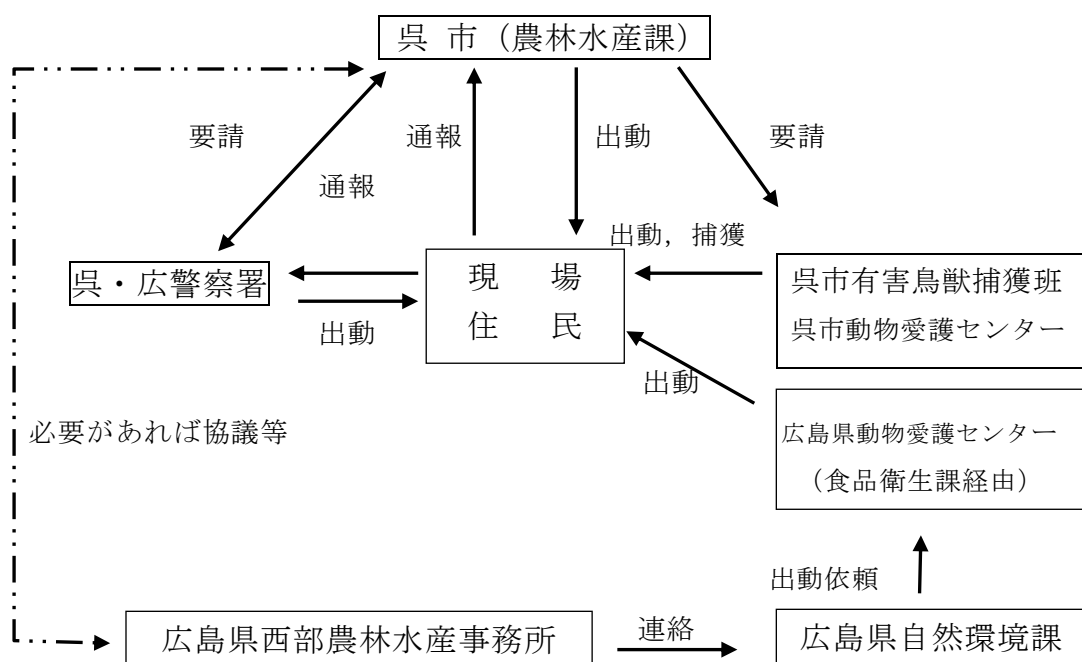 呉 市（農林水産課）
要請
通報
出動
要請
通報
出動，捕獲
呉・広警察署
現 場
住 民
呉市有害鳥獣捕獲班
呉市動物愛護センター
出動
出動
必要があれば協議等
広島県動物愛護センター
（食品衛生課経由）
出動依頼
広島県西部農林水産事務所
連絡
広島県自然環境課